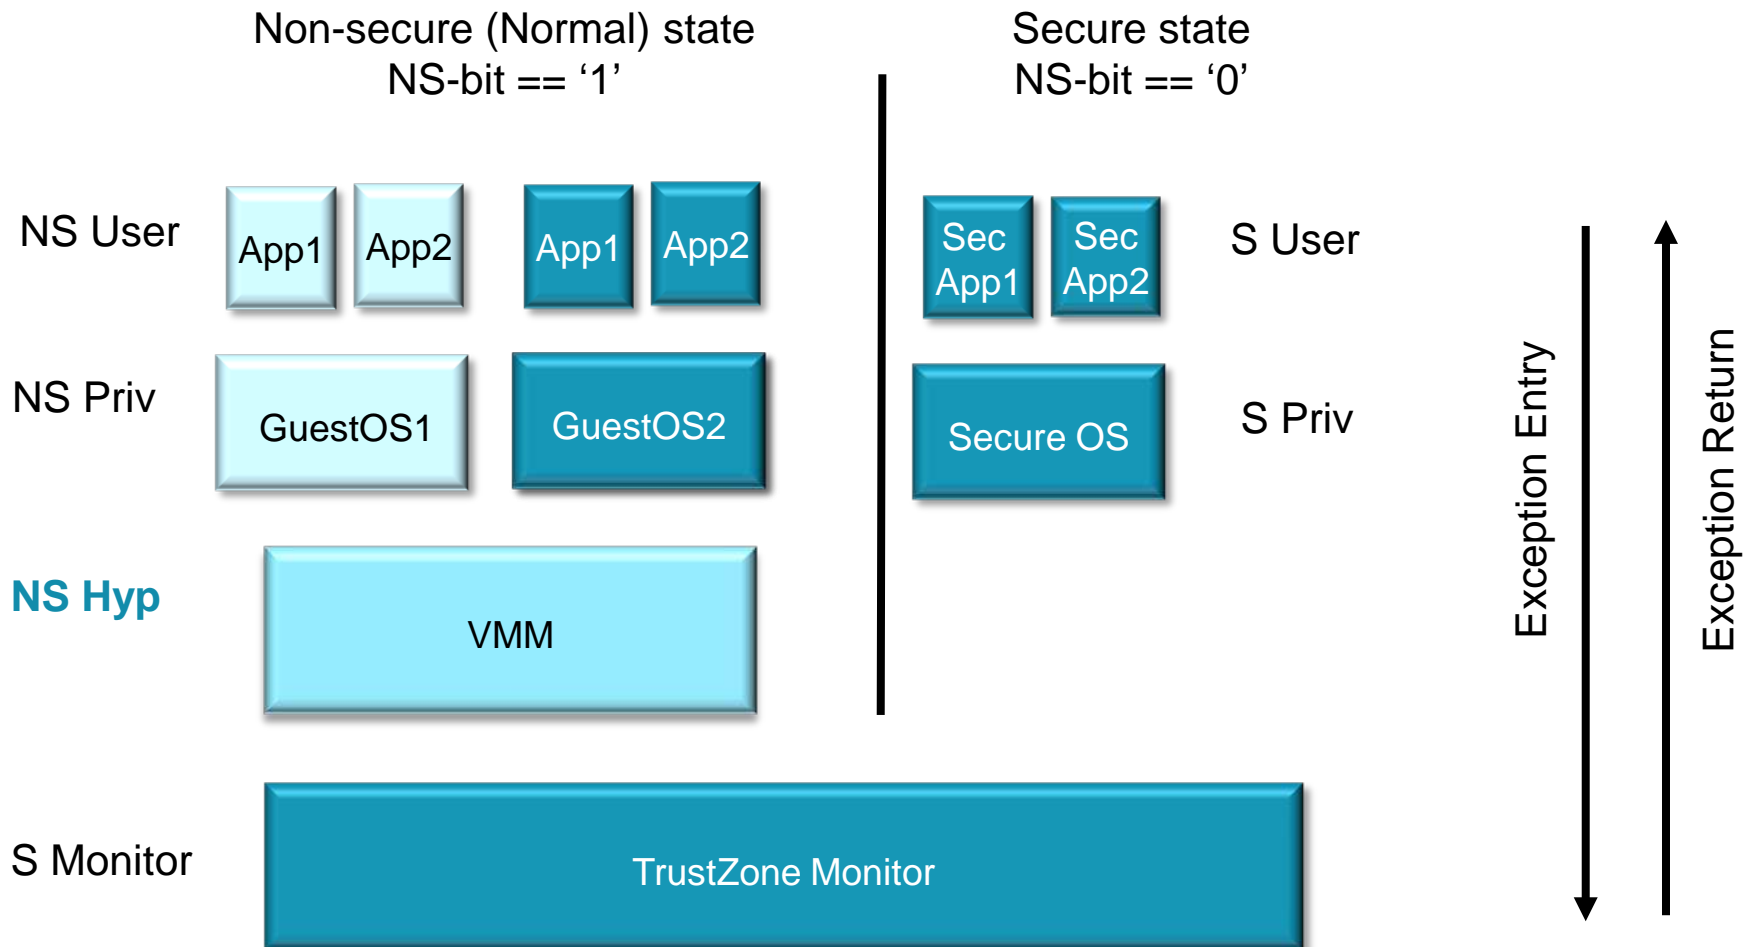 Non-secure (Normal) state
NS-bit == ‘1’
Secure state
NS-bit == ‘0’
NS User
App1
App2
App1
App2
Sec
App1
Sec
App2
S User
NS Priv
GuestOS1
GuestOS2
Secure OS
S Priv
NS Hyp
VMM
S Monitor
TrustZone Monitor
Exception Entry
Exception Return